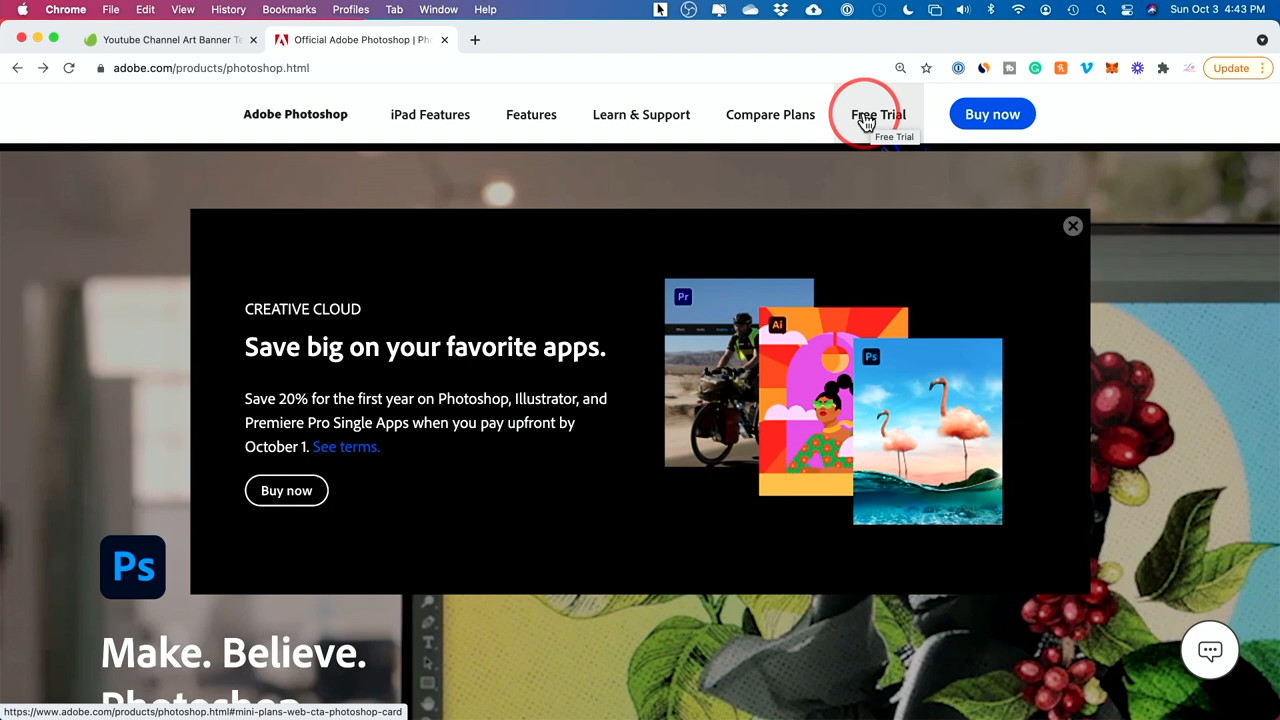 Chrome File Edit View History Bookmarks Profiles Tab Window Help Sun Oct 3 4:43 PM
Youtube Channel Art Banner Te Official Adobe Photoshop | Ph
adobe.com/products/photoshop.html Update
Adobe Photoshop iPad Features Features Learn & Support Compare Plans Free Trial Buy now
Free Trial
CREATIVE CLOUD
Save big on your favorite apps.
Save 20% for the first year on Photoshop, Illustrator, and
Premiere Pro Single Apps when you pay upfront by
October 1. See terms.
Buy now
Pr
Ai
Ps
Ps
Make. Believe.
Photoshop.
https://www.adobe.com/products/photoshop.html#mini-plans-web-cta-photoshop-card